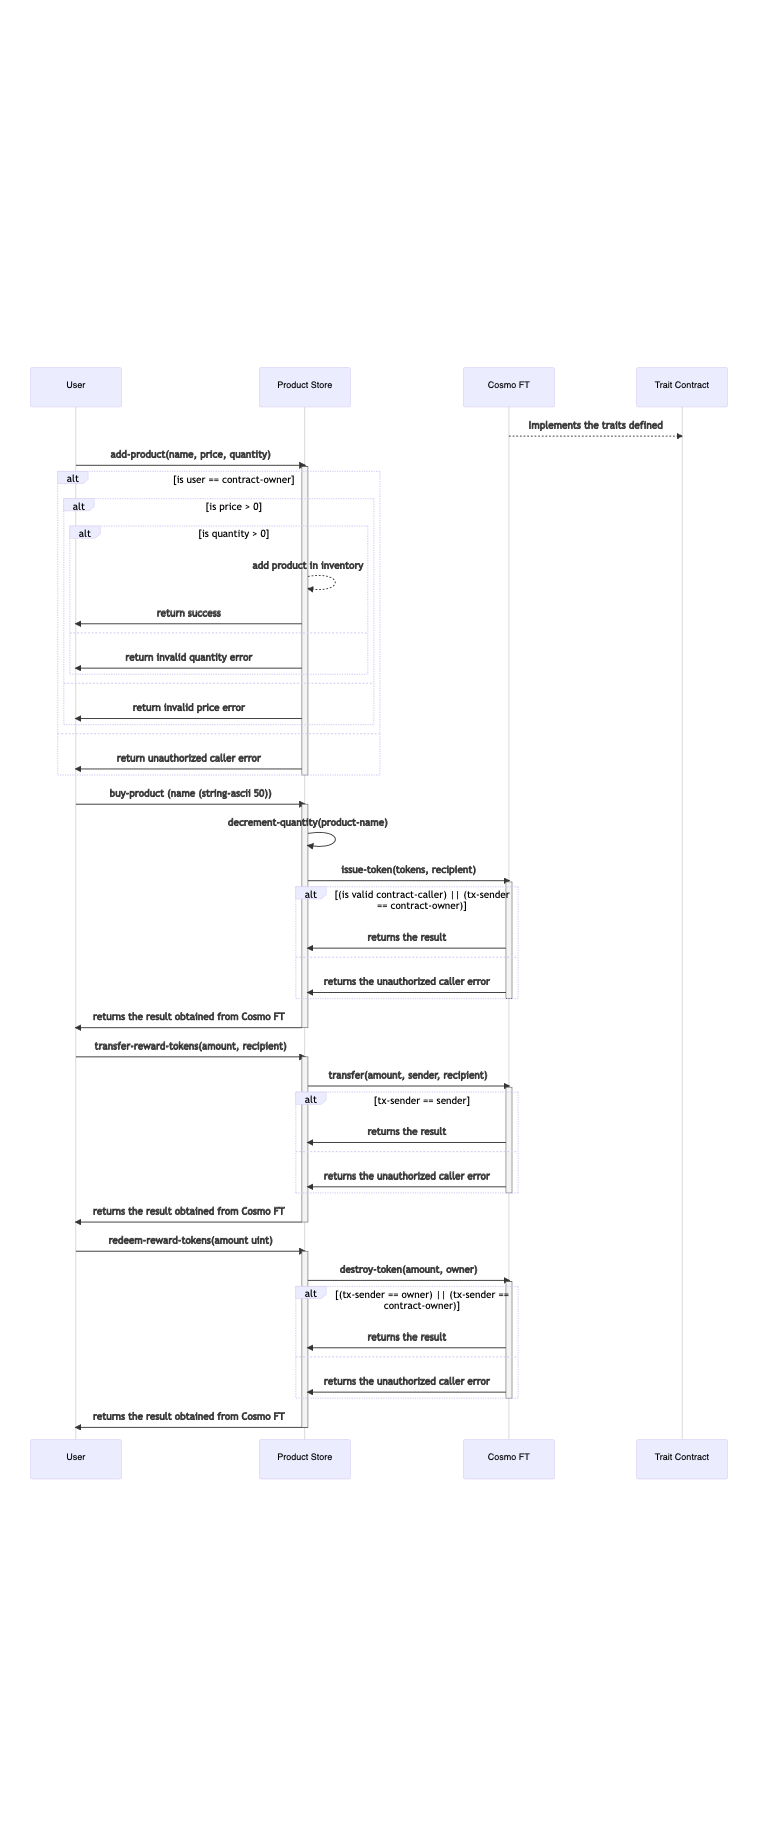 User
Product Store
Cosmo FT
Trait Contract
Implements the traits defined
add-product(name, price, quantity)
alt
[is user == contract-owner]
alt
[is price > 0]
alt
[is quantity > 0]
add product in inventory
return success
return invalid quantity error
return invalid price error
return unauthorized caller error
buy-product (name (string-ascii 50))
decrement-quantity(product-name)
issue-token(tokens, recipient)
alt
[(is valid contract-caller) || (tx-sender
== contract-owner)]
returns the result
returns the unauthorized caller error
returns the result obtained from Cosmo FT
transfer-reward-tokens(amount, recipient)
transfer(amount, sender, recipient)
alt
[tx-sender == sender]
returns the result
returns the unauthorized caller error
returns the result obtained from Cosmo FT
redeem-reward-tokens(amount uint)
destroy-token(amount, owner)
alt
[(tx-sender == owner) || (tx-sender ==
contract-owner)]
returns the result
returns the unauthorized caller error
returns the result obtained from Cosmo FT
User
Product Store
Cosmo FT
Trait Contract